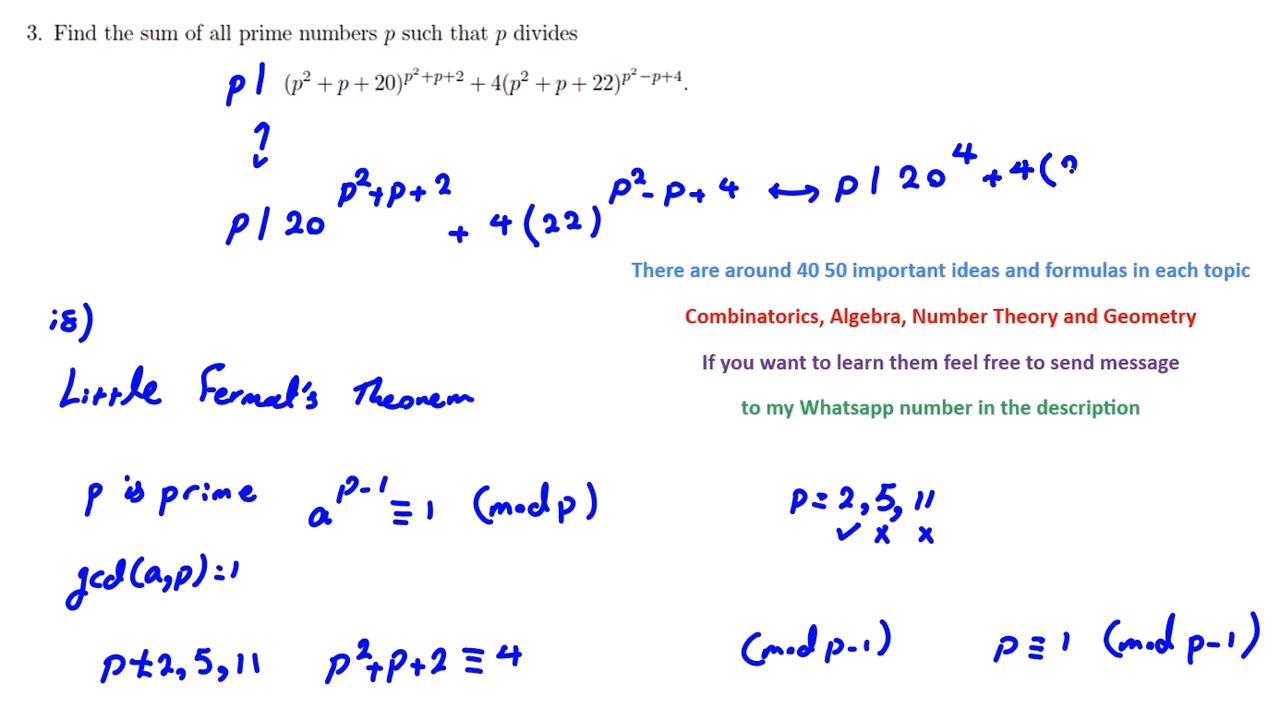 3. Find the sum of all prime numbers p such that p divides
p | (p² + p + 20)^{p²+p+2} + 4(p² + p + 22)^{p²−p+4}.
?
p | 20^{p²+p+2} + 4(22)^{p²-p+4} ↔ p | 20^4 + 4(?
There are around 40 50 important ideas and formulas in each topic
Combinatorics, Algebra, Number Theory and Geometry
If you want to learn them feel free to send message
to my Whatsapp number in the description
Little Fermat's Theorem
p is prime a^{p-1} ≡ 1 (mod p) p = 2, 5, 11
✓ x x
gcd(a,p)=1
p ≠ 2, 5, 11 p²+p+2 ≡ 4 (mod p-1) p ≡ 1 (mod p-1)